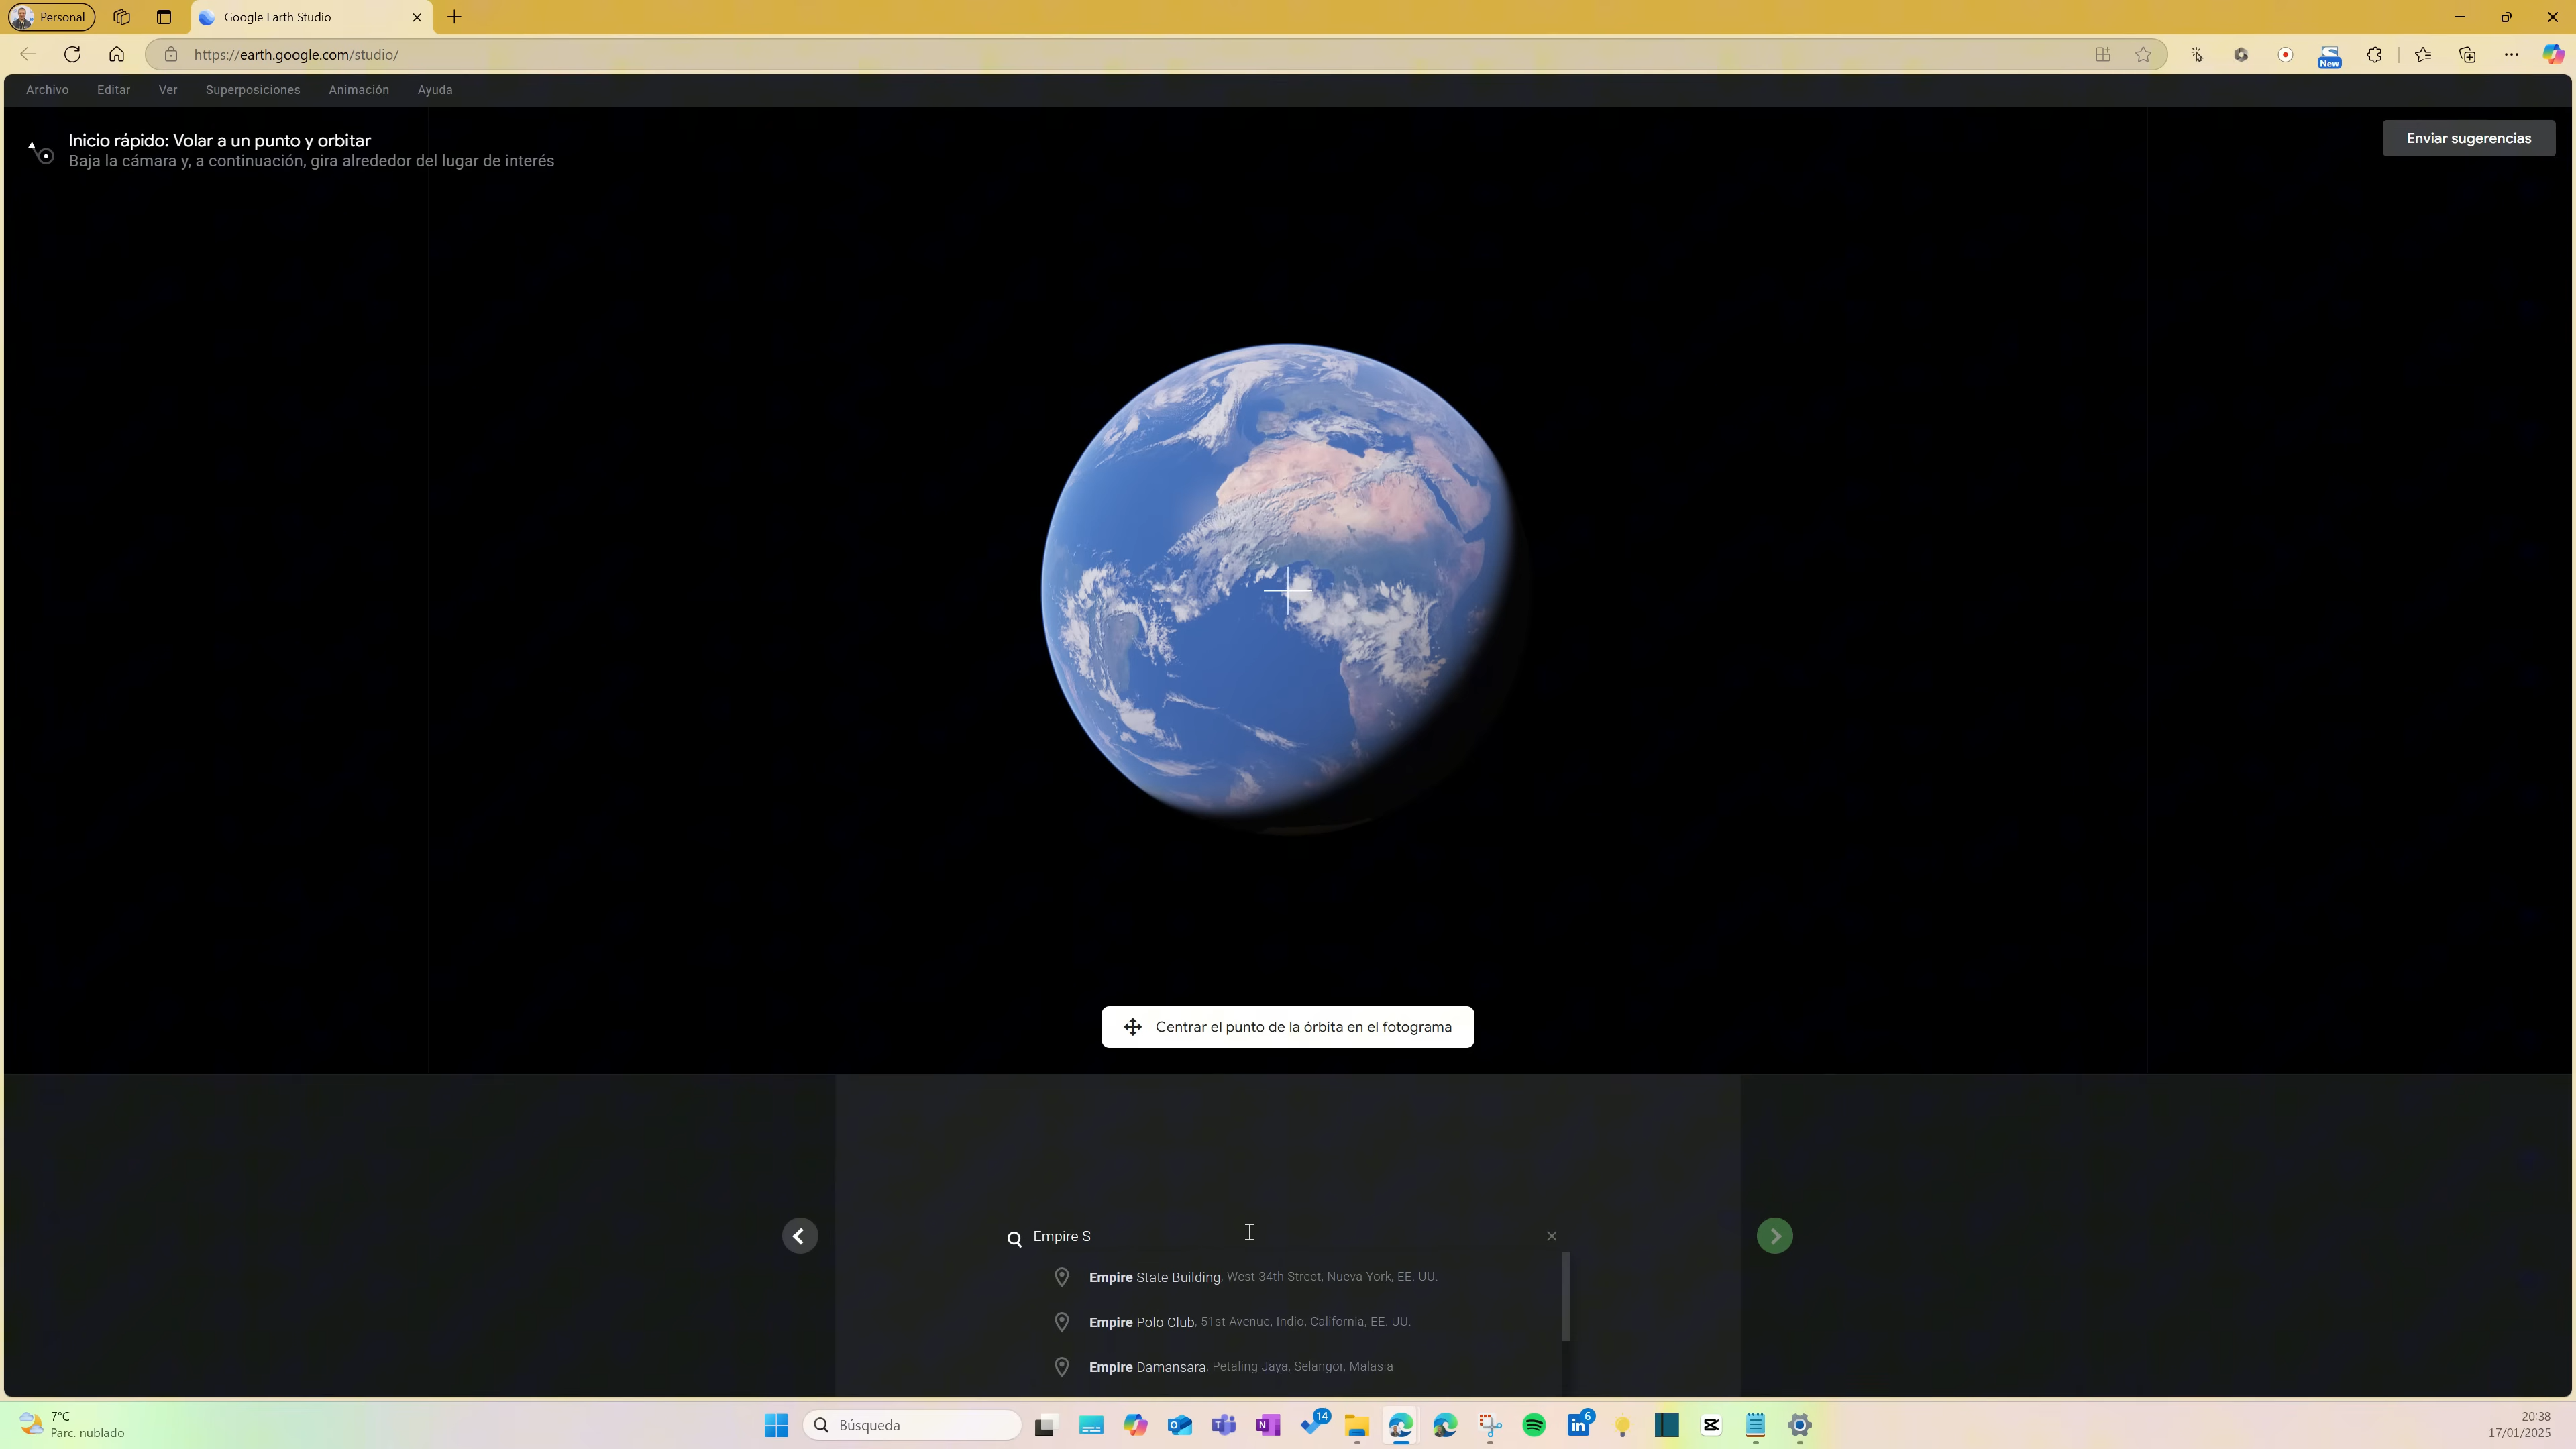 Personal
Google Earth Studio
https://earth.google.com/studio/
New
Archivo Editar Ver Superposiciones Animación Ayuda
Inicio rápido: Volar a un punto y orbitar
Baja la cámara y, a continuación, gira alrededor del lugar de interés
Enviar sugerencias
Centrar el punto de la órbita en el fotograma
Empire S
Empire State Building, West 34th Street, Nueva York, EE. UU.
Empire Polo Club, 51st Avenue, Indio, California, EE. UU.
Empire Damansara, Petaling Jaya, Selangor, Malasia
7°C
Parc. nublado
Búsqueda
14
6
20:38
17/01/2025